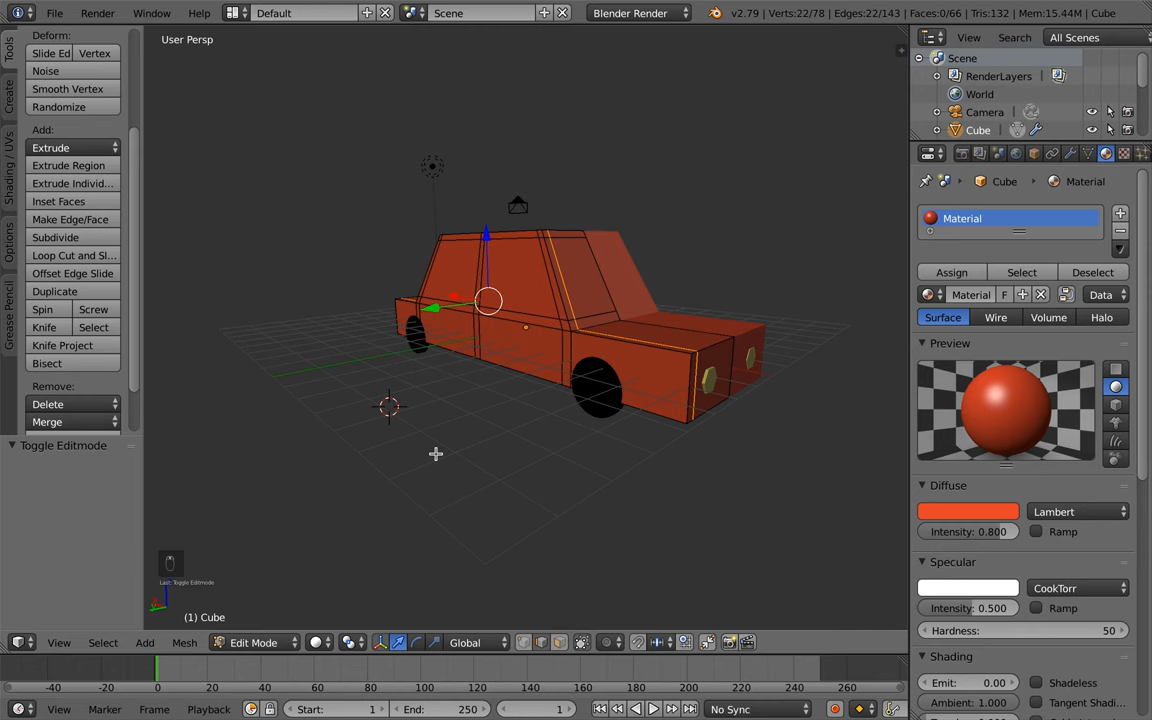 File Render Window Help Default Scene Blender Render v2.79 | Verts:22/78 | Edges:22/143 | Faces:0/66 | Tris:132 | Mem:15.44M | Cube
Tools
Create
Shading / UVs
Options
Grease Pencil
Deform:
Slide Ed Vertex
Noise
Smooth Vertex
Randomize
Add:
Extrude
Extrude Region
Extrude Individ...
Inset Faces
Make Edge/Face
Subdivide
Loop Cut and Sl...
Offset Edge Slide
Duplicate
Spin Screw
Knife Select
Knife Project
Bisect
Remove:
Delete
Merge
Toggle Editmode
User Persp
Last: Toggle Editmode
(1) Cube
View Select Add Mesh Edit Mode Global
-40 -20 0 20 40 60 80 100 120 140 160 180 200 220 240 260
View Marker Frame Playback Start: 1 End: 250 1 No Sync
View Search All Scenes
Scene
RenderLayers
World
Camera
Cube
Cube Material
Material
Assign Select Deselect
Material F Data
Surface Wire Volume Halo
Preview
Diffuse
Lambert
Intensity: 0.800 Ramp
Specular
CookTorr
Intensity: 0.500 Ramp
Hardness: 50
Shading
Emit: 0.00 Shadeless
Ambient: 1.000 Tangent Shadi...